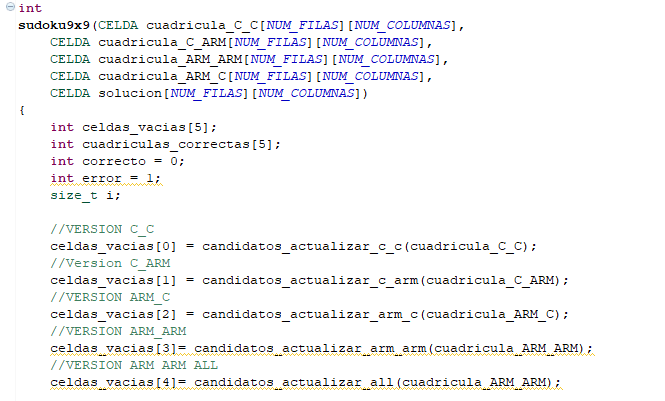 int
sudoku9x9(CELDA cuadricula_C_C[NUM_FILAS][NUM_COLUMNAS],
    CELDA cuadricula_C_ARM[NUM_FILAS][NUM_COLUMNAS],
    CELDA cuadricula_ARM_ARM[NUM_FILAS][NUM_COLUMNAS],
    CELDA cuadricula_ARM_C[NUM_FILAS][NUM_COLUMNAS],
    CELDA solucion[NUM_FILAS][NUM_COLUMNAS])
{
    int celdas_vacias[5];
    int cuadriculas_correctas[5];
    int correcto = 0;
    int error = 1;
    size_t i;

    //VERSION C_C
    celdas_vacias[0] = candidatos_actualizar_c_c(cuadricula_C_C);
    //Version C_ARM
    celdas_vacias[1] = candidatos_actualizar_c_arm(cuadricula_C_ARM);
    //VERSION ARM_C
    celdas_vacias[2] = candidatos_actualizar_arm_c(cuadricula_ARM_C);
    //VERSION ARM_ARM
    celdas_vacias[3]= candidatos_actualizar_arm_arm(cuadricula_ARM_ARM);
    //VERSION ARM ARM ALL
    celdas_vacias[4]= candidatos_actualizar_all(cuadricula_ARM_ARM);